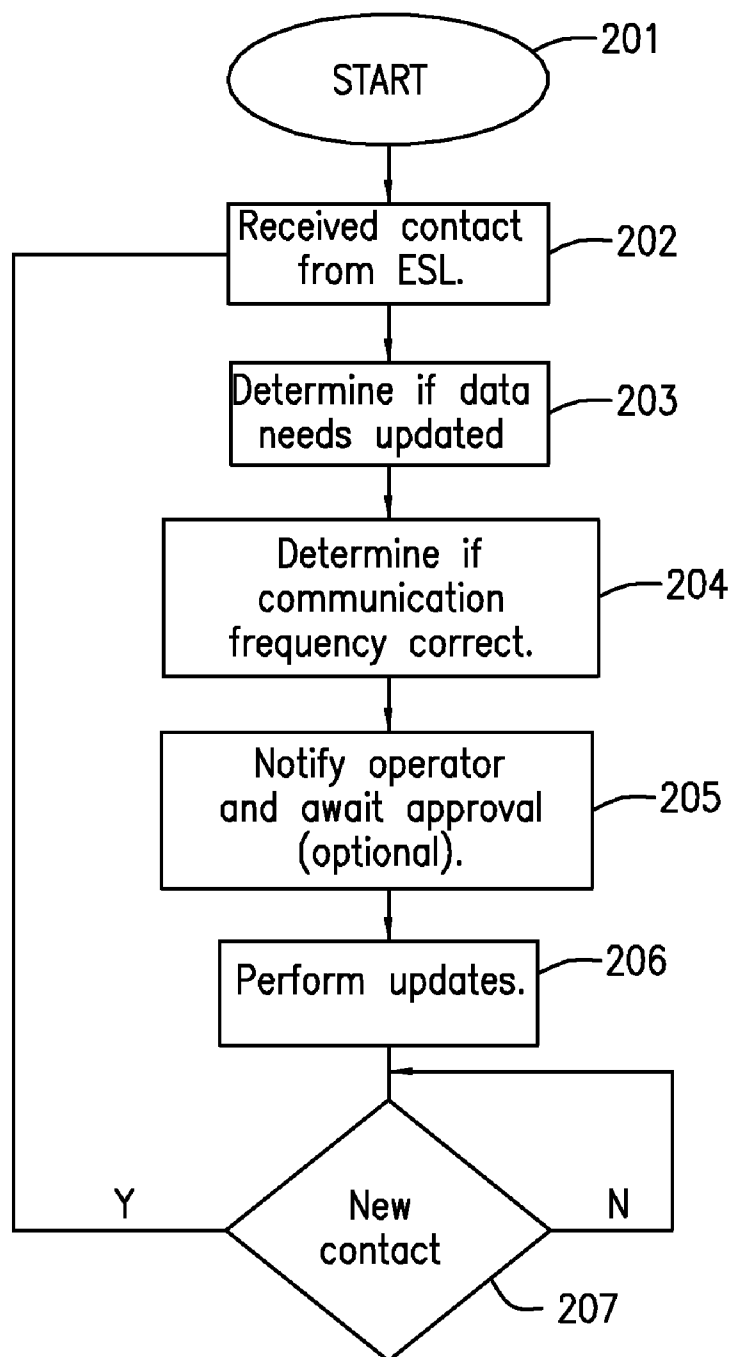 START
201
Received contact
from ESL.
202
Determine if data
needs updated
203
Determine if
communication
frequency correct.
204
Notify operator
and await approval
(optional).
205
Perform updates.
206
Y
New
contact
N
207